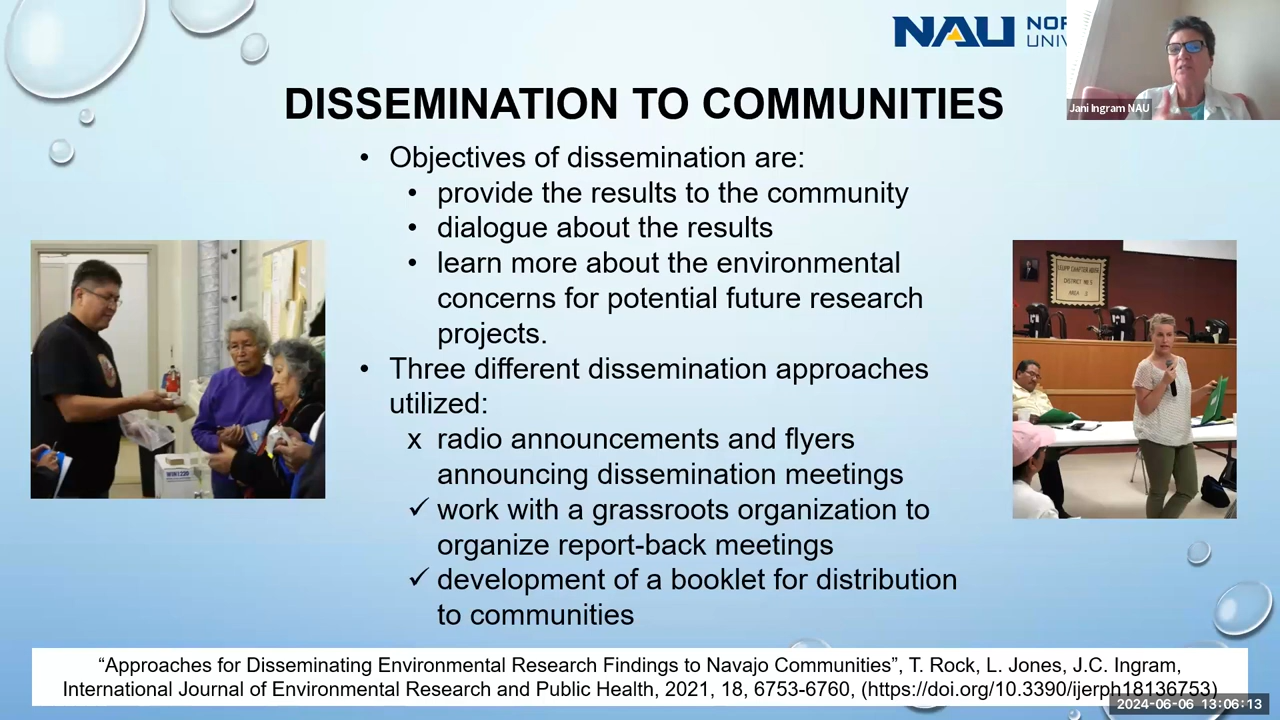 NAU NOR
UNIV
Jani Ingram NAU
DISSEMINATION TO COMMUNITIES
• Objectives of dissemination are:
• provide the results to the community
• dialogue about the results
• learn more about the environmental
concerns for potential future research
projects.
• Three different dissemination approaches
utilized:
x radio announcements and flyers
announcing dissemination meetings
✓ work with a grassroots organization to
organize report-back meetings
✓ development of a booklet for distribution
to communities
CHAPTER
DISTRICT
AREA
“Approaches for Disseminating Environmental Research Findings to Navajo Communities”, T. Rock, L. Jones, J.C. Ingram,
International Journal of Environmental Research and Public Health, 2021, 18, 6753-6760, (https://doi.org/10.3390/ijerph18136753)
2024-06-06 13:06:13